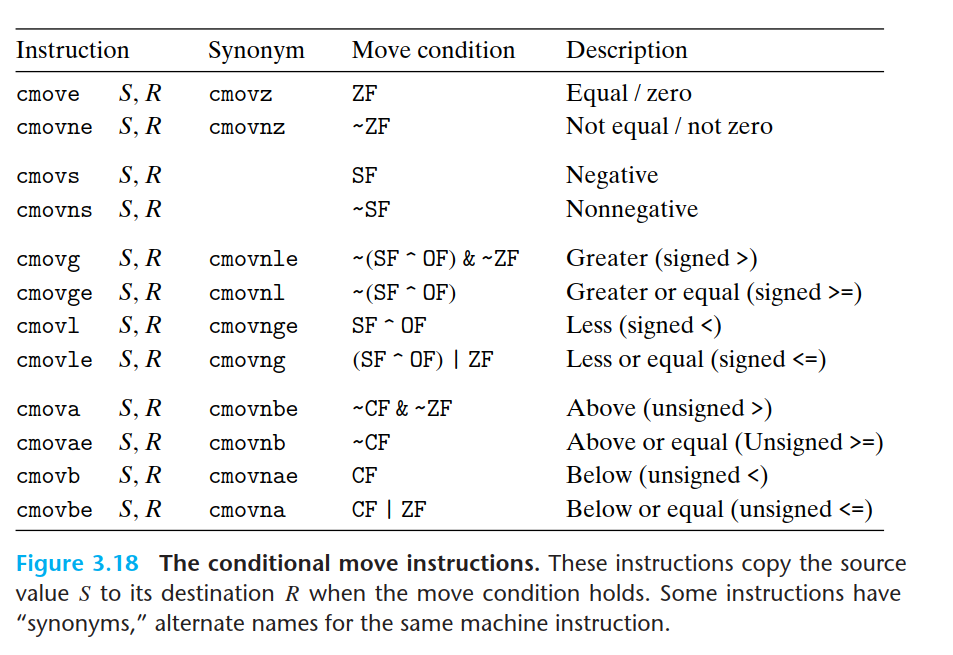 Instruction Synonym Move condition Description
cmove S, R cmovz ZF Equal / zero
cmovne S, R cmovnz ~ZF Not equal / not zero
cmovs S, R SF Negative
cmovns S, R ~SF Nonnegative
cmovg S, R cmovnle ~(SF ^ OF) & ~ZF Greater (signed >)
cmovge S, R cmovnl ~(SF ^ OF) Greater or equal (signed >=)
cmovl S, R cmovnge SF ^ OF Less (signed <)
cmovle S, R cmovng (SF ^ OF) | ZF Less or equal (signed <=)
cmova S, R cmovnbe ~CF & ~ZF Above (unsigned >)
cmovae S, R cmovnb ~CF Above or equal (Unsigned >=)
cmovb S, R cmovnae CF Below (unsigned <)
cmovbe S, R cmovna CF | ZF Below or equal (unsigned <=)
Figure 3.18 The conditional move instructions. These instructions copy the source
value S to its destination R when the move condition holds. Some instructions have
“synonyms,” alternate names for the same machine instruction.